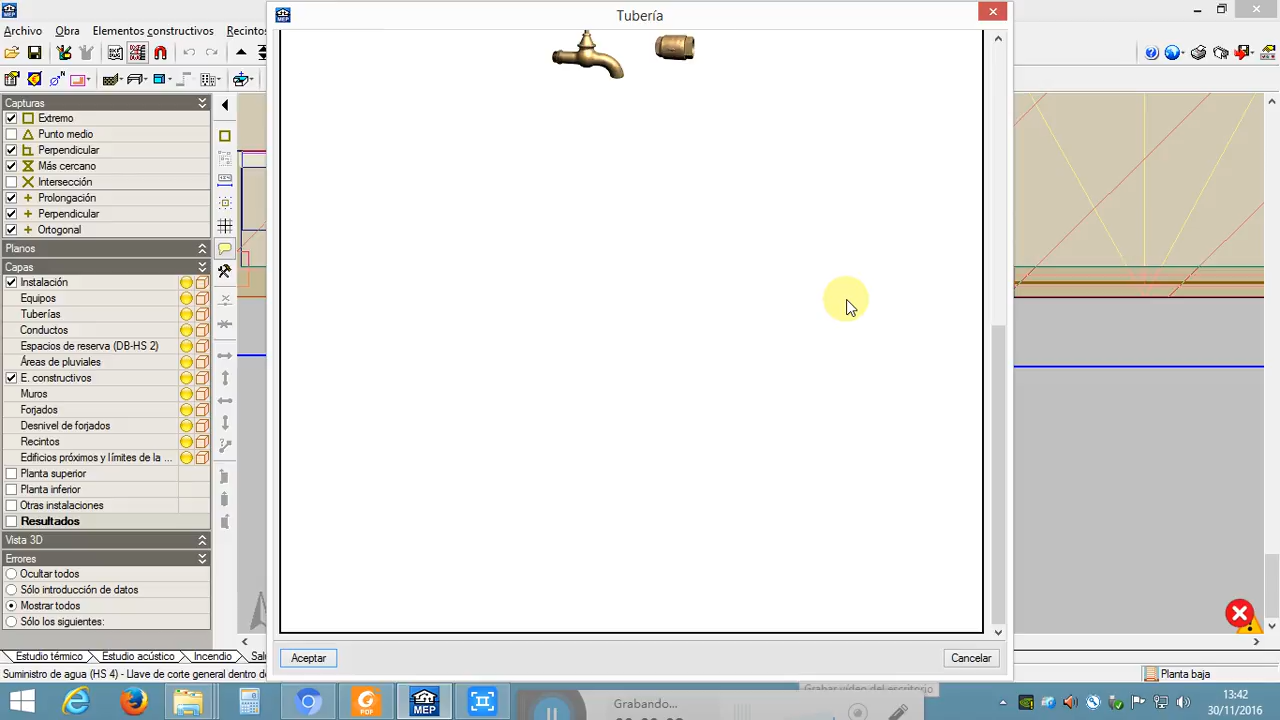 MEP
Tubería
Archivo Obra Elementos constructivos Recintos
Capturas
Extremo
Punto medio
Perpendicular
Más cercano
Intersección
Prolongación
Perpendicular
Ortogonal
Planos
Capas
Instalación
Equipos
Tuberías
Conductos
Espacios de reserva (DB-HS 2)
Áreas de pluviales
E. constructivos
Muros
Forjados
Desnivel de forjados
Recintos
Edificios próximos y límites de la ...
Planta superior
Planta inferior
Otras instalaciones
Resultados
Vista 3D
Errores
Ocultar todos
Sólo introducción de datos
Mostrar todos
Sólo los siguientes:
Aceptar
Cancelar
Estudio térmico Estudio acústico Incendio
Suministro de agua (HS 4) - Llave de corte general dentro de
Planta baja
Grabar vídeo del escritorio
Grabando...
POP
MEP
13:42
30/11/2016